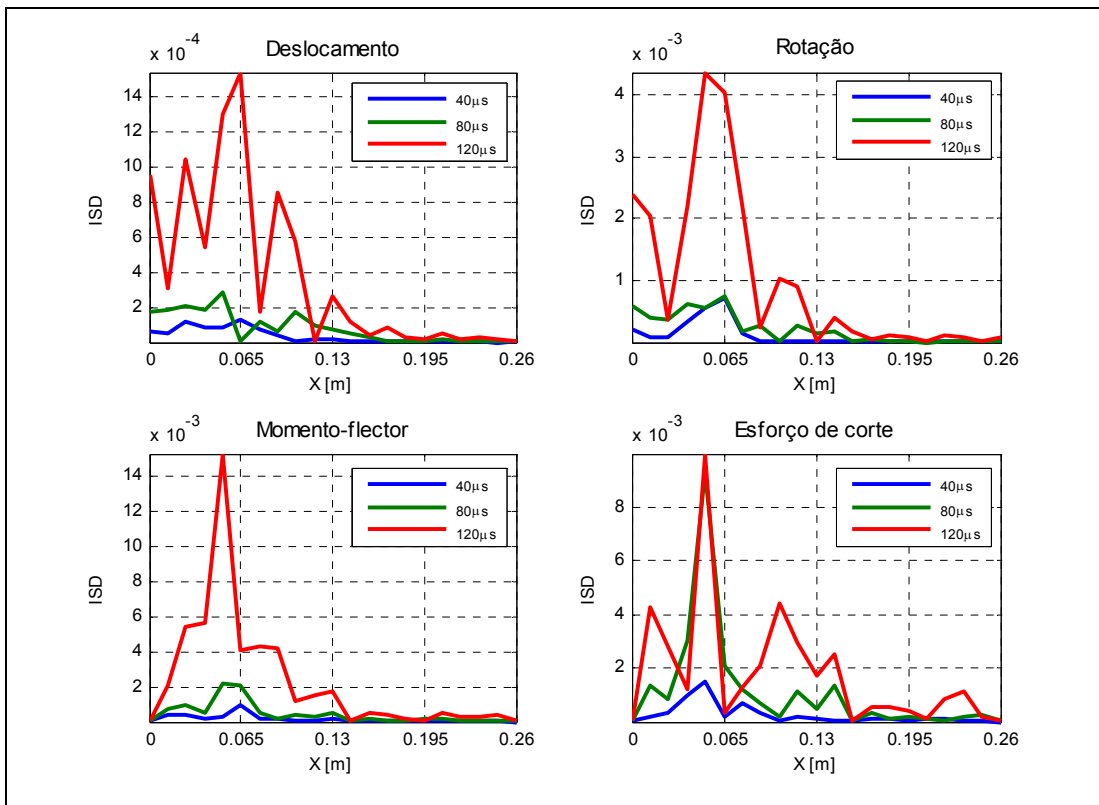 Deslocamento
x 10^-4
14
12
10
8
6
4
2
ISD
0 0.065 0.13 0.195 0.26
X [m]
40μs
80μs
120μs
Rotação
x 10^-3
4
3
2
1
ISD
0 0.065 0.13 0.195 0.26
X [m]
40μs
80μs
120μs
Momento-flector
x 10^-3
14
12
10
8
6
4
2
ISD
0 0.065 0.13 0.195 0.26
X [m]
40μs
80μs
120μs
Esforço de corte
x 10^-3
8
6
4
2
ISD
0 0.065 0.13 0.195 0.26
X [m]
40μs
80μs
120μs